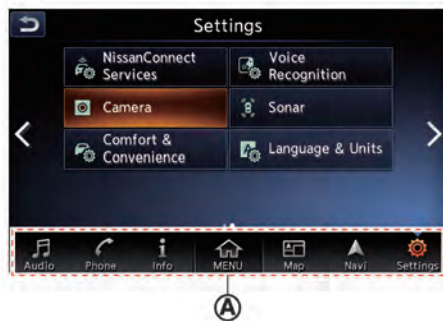 Settings
NissanConnect
Services
Voice
Recognition
Camera
Sonar
Comfort &
Convenience
Language & Units
Audio
Phone
Info
MENU
Map
Navi
Settings
A